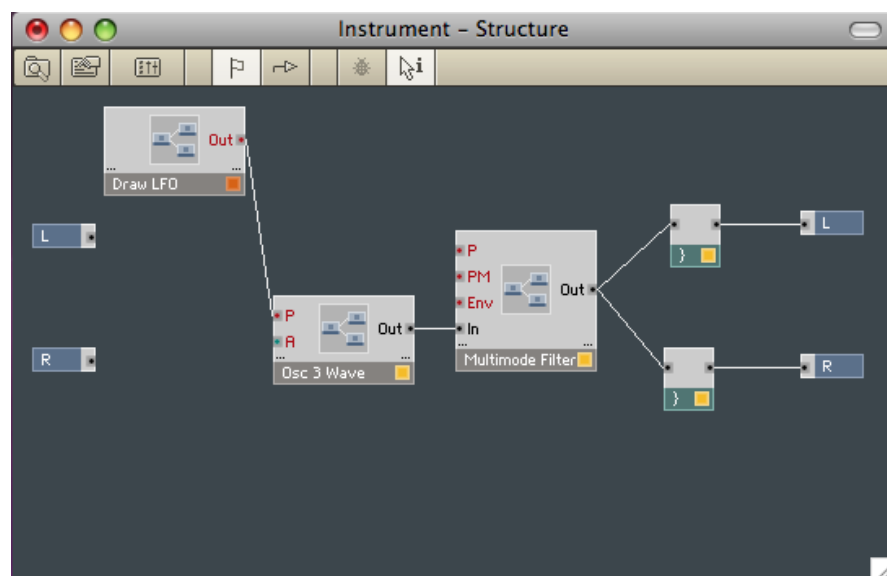 Instrument – Structure
i
Out
...
...
Draw LFO
L
R
P
A
Out
...
...
Osc 3 Wave
P
PM
Env
In
Out
...
...
Multimode Filter
}
L
}
R